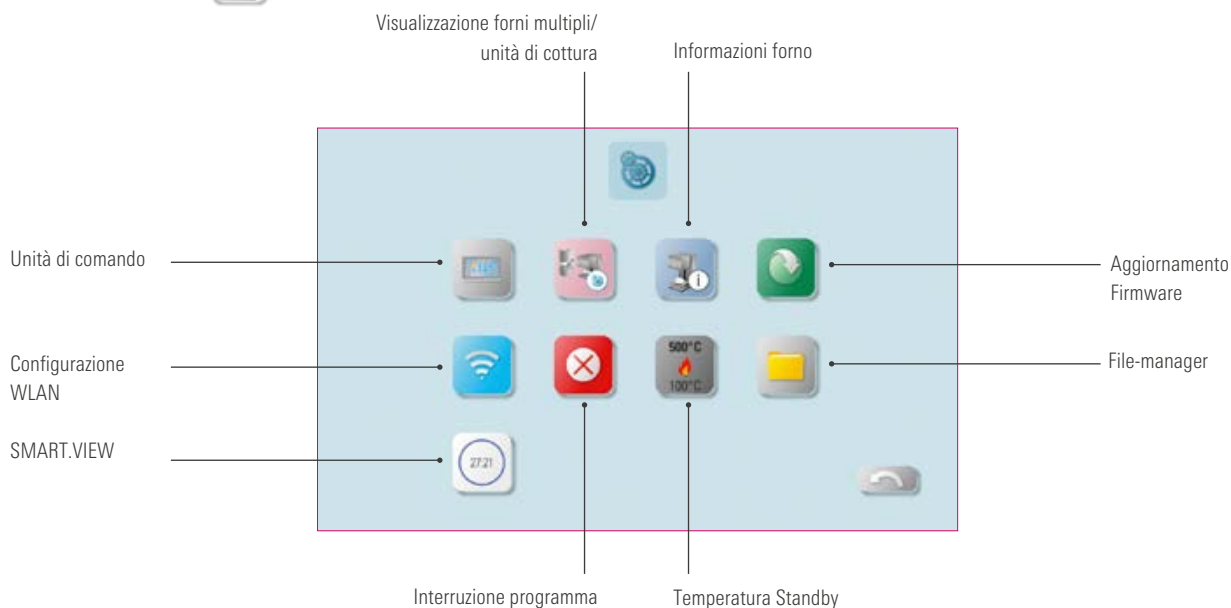 Visualizzazione forni multipli/
unità di cottura
Informazioni forno
Unità di comando
Aggiornamento
Firmware
Configurazione
WLAN
500°C
100°C
File-manager
SMART.VIEW
27:21
Interruzione programma
Temperatura Standby